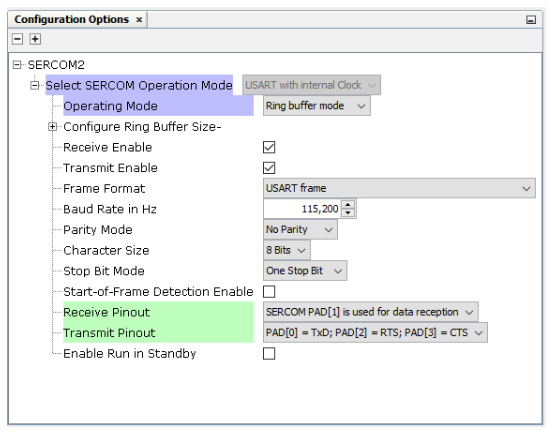 Configuration Options ×
SERCOM2
Select SERCOM Operation Mode USART with internal Clock
Operating Mode Ring buffer mode
Configure Ring Buffer Size-
Receive Enable
Transmit Enable
Frame Format USART frame
Baud Rate in Hz 115,200
Parity Mode No Parity
Character Size 8 Bits
Stop Bit Mode One Stop Bit
Start-of-Frame Detection Enable
Receive Pinout SERCOM PAD[1] is used for data reception
Transmit Pinout PAD[0] = TxD; PAD[2] = RTS; PAD[3] = CTS
Enable Run in Standby